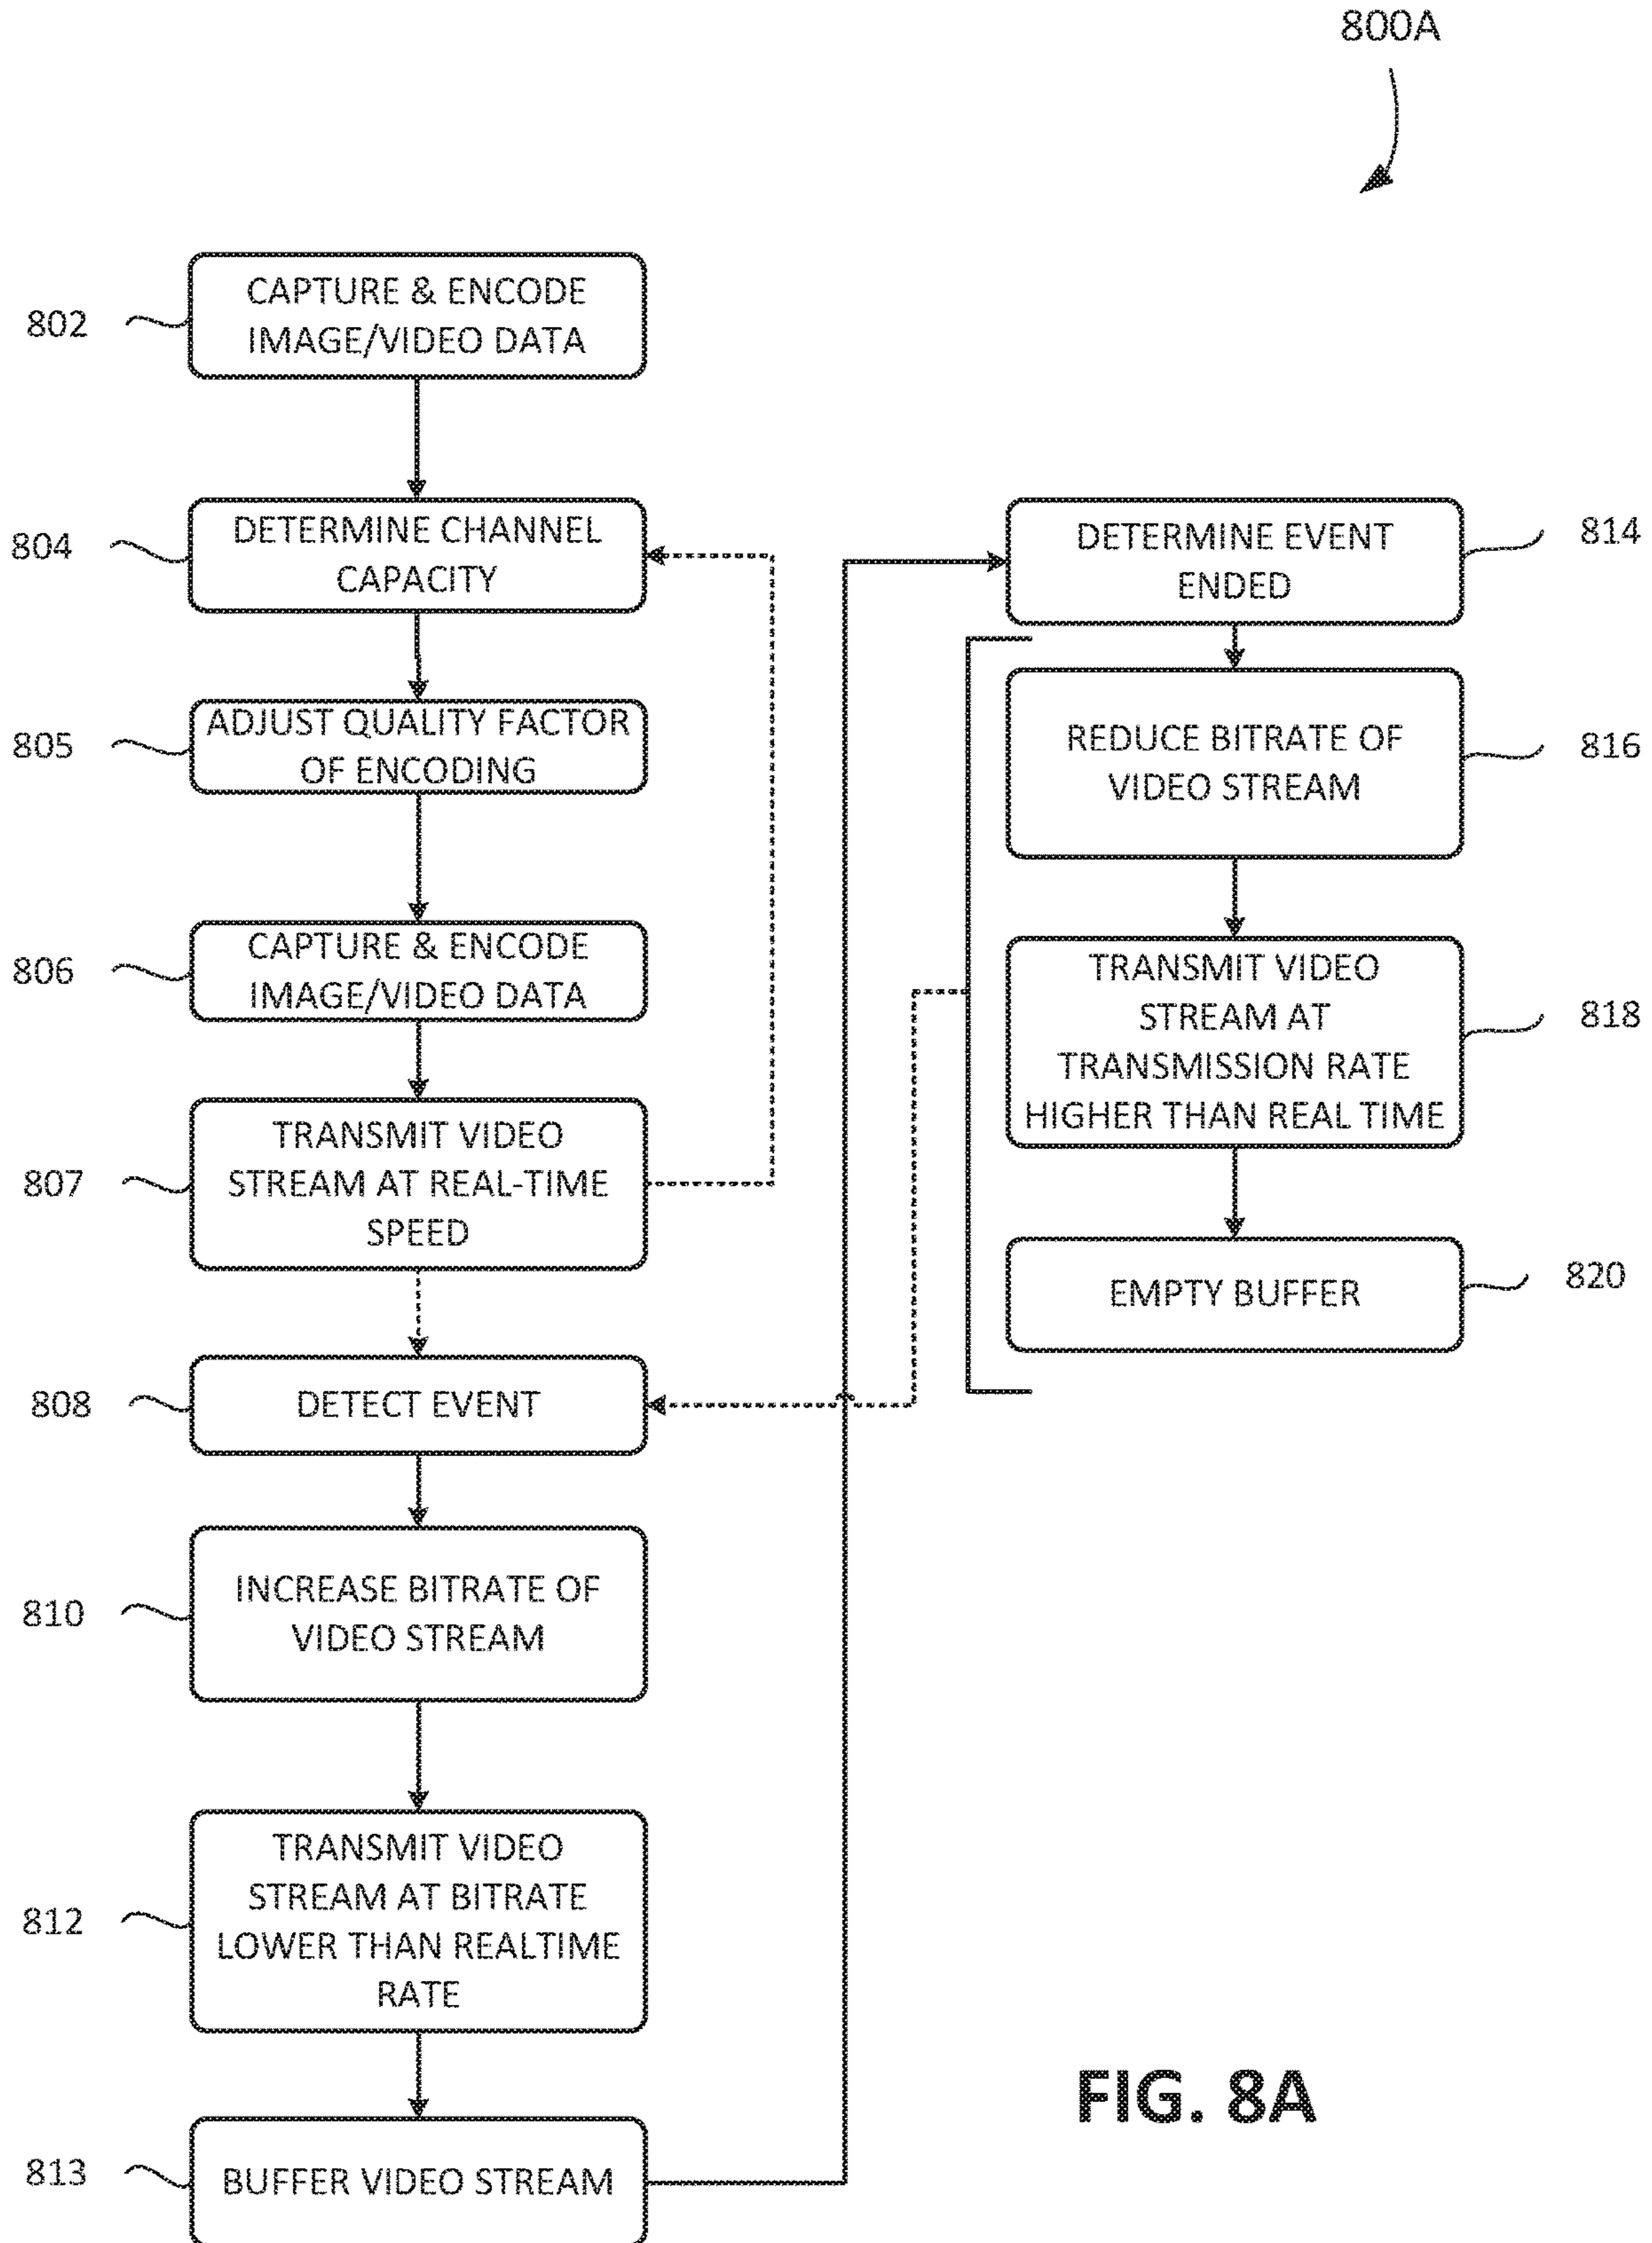 800A
802
CAPTURE & ENCODE
IMAGE/VIDEO DATA
804
DETERMINE CHANNEL
CAPACITY
805
ADJUST QUALITY FACTOR
OF ENCODING
806
CAPTURE & ENCODE
IMAGE/VIDEO DATA
807
TRANSMIT VIDEO
STREAM AT REAL-TIME
SPEED
808
DETECT EVENT
810
INCREASE BITRATE OF
VIDEO STREAM
812
TRANSMIT VIDEO
STREAM AT BITRATE
LOWER THAN REALTIME
RATE
813
BUFFER VIDEO STREAM
DETERMINE EVENT
ENDED
814
REDUCE BITRATE OF
VIDEO STREAM
816
TRANSMIT VIDEO
STREAM AT
TRANSMISSION RATE
HIGHER THAN REAL TIME
818
EMPTY BUFFER
820
FIG. 8A